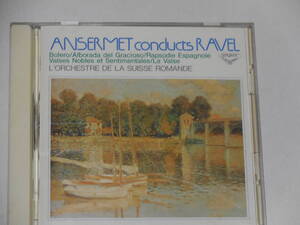 ANSERMET conducts RAVEL
Bolero/Alborada del Gracioso/Rapsodie Espagnole
Valses Nobles et Sentimentales/La Valse
L'ORCHESTRE DE LA SUISSE ROMANDE